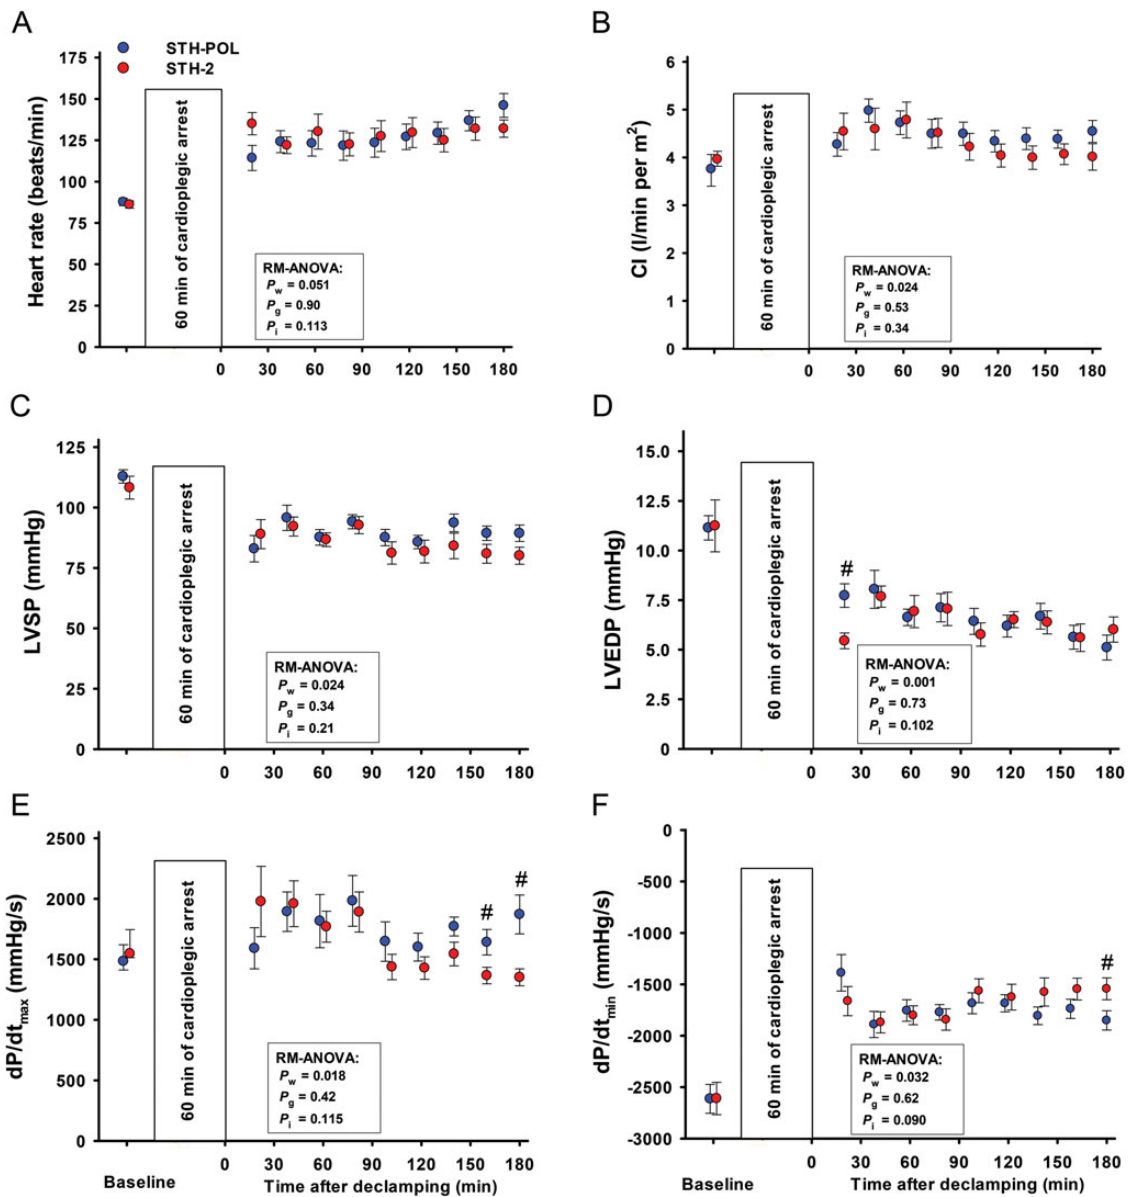 A
STH-POL
STH-2
175
150
125
100
75
50
25
0
Heart rate (beats/min)
60 min of cardioplegic arrest
RM-ANOVA:
Pw = 0.051
Pg = 0.90
Pi = 0.113
0 30 60 90 120 150 180
B
6
5
4
3
2
1
0
CI (l/min per m²)
60 min of cardioplegic arrest
RM-ANOVA:
Pw = 0.024
Pg = 0.53
Pi = 0.34
0 30 60 90 120 150 180
C
125
100
75
50
25
0
LVSP (mmHg)
60 min of cardioplegic arrest
RM-ANOVA:
Pw = 0.024
Pg = 0.34
Pi = 0.21
0 30 60 90 120 150 180
D
15.0
12.5
10.0
7.5
5.0
2.5
0
LVEDP (mmHg)
60 min of cardioplegic arrest
#
RM-ANOVA:
Pw = 0.001
Pg = 0.73
Pi = 0.102
0 30 60 90 120 150 180
E
2500
2000
1500
1000
500
0
dP/dtmax (mmHg/s)
60 min of cardioplegic arrest
# #
RM-ANOVA:
Pw = 0.018
Pg = 0.42
Pi = 0.115
0 30 60 90 120 150 180
Baseline Time after declamping (min)
F
0
-500
-1000
-1500
-2000
-2500
-3000
dP/dtmin (mmHg/s)
60 min of cardioplegic arrest
#
RM-ANOVA:
Pw = 0.032
Pg = 0.62
Pi = 0.090
0 30 60 90 120 150 180
Baseline Time after declamping (min)